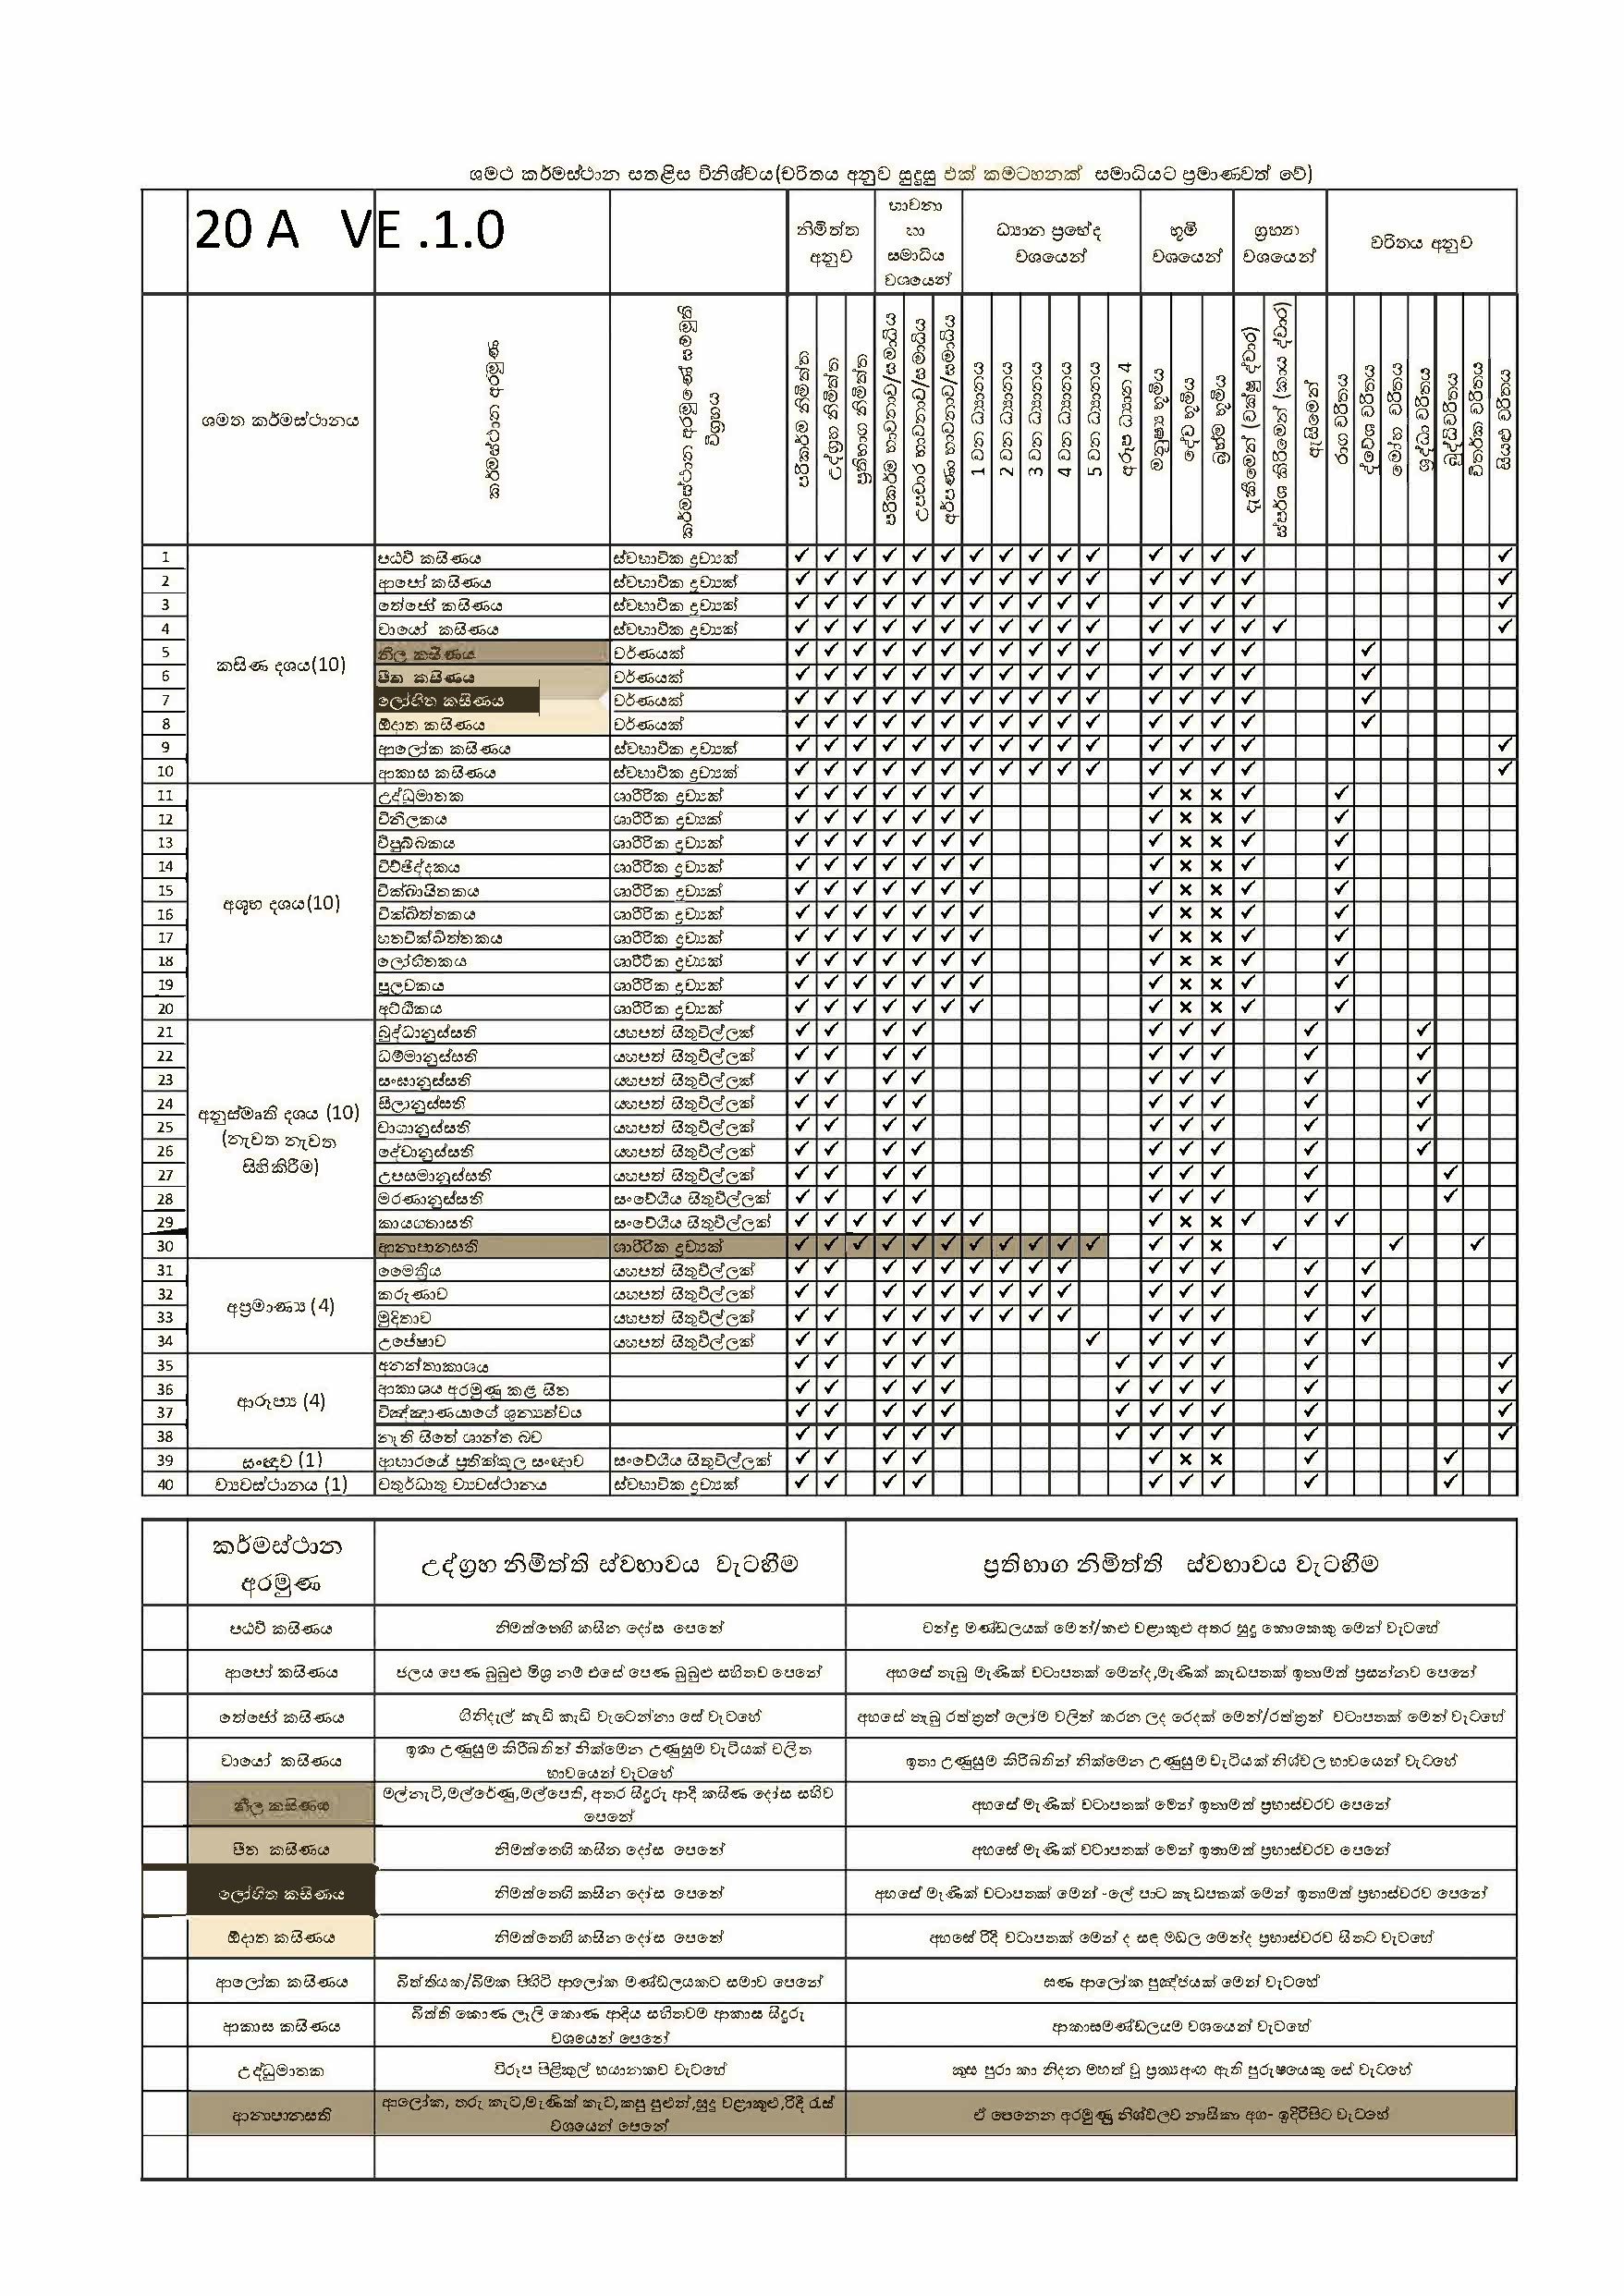 ශමථ කර්මස්ථාන සතළිස විනිශ්චය(චරිතය අනුව සුදුසු එක් කමටහනක් සමාධියට ප්‍රමාණවත් වේ)
20 A VE .1.0
නිමිත්ත අනුව
භාවනා හා සමාධිය වශයෙන්
ධ්‍යාන ප්‍රභේද වශයෙන්
භූමි වශයෙන්
ග්‍රහන වශයෙන්
චරිතය අනුව
ශමත කර්මස්ථානය
කර්මස්ථාන අරමුණ
කර්මස්ථාන අරමුණේ සම්මුති විග්‍රහය
පරිකර්ම නිමිත්ත
උද්ග්‍රහ නිමිත්ත
ප්‍රතිභාග නිමිත්ත
පරිකර්ම භාවනාව/සමාධිය
උපචාර භාවනාව/සමාධිය
අර්පණා භාවනාව/සමාධිය
1 වන ධ්‍යානය
2 වන ධ්‍යානය
3 වන ධ්‍යානය
4 වන ධ්‍යානය
5 වන ධ්‍යානය
අරූප ධ්‍යාන 4
මනුෂ්‍ය භූමිය
දේව භූමිය
බ්‍රහ්ම භූමිය
දැකීමෙන් (චක්ෂු ද්වාර)
ස්පර්ශ කිරීමෙන් (කාය ද්වාර)
ඇසීමෙන්
රාග චරිතය
ද්වේශ චරිතය
මෝහ චරිතය
ශ්‍රද්ධා චරිතය
බුද්ධිචරිතය
විතර්ක චරිතය
සියළු චරිතය
කසිණ දශය(10)
1 පඨවි කසිණය ස්වභාවික ද්‍රව්‍යක් ✓ ✓ ✓ ✓ ✓ ✓ ✓ ✓ ✓ ✓ ✓ ✓ ✓ ✓ ✓ ✓
2 ආපෝ කසිණය ස්වභාවික ද්‍රව්‍යක් ✓ ✓ ✓ ✓ ✓ ✓ ✓ ✓ ✓ ✓ ✓ ✓ ✓ ✓ ✓ ✓
3 තේජෝ කසිණය ස්වභාවික ද්‍රව්‍යක් ✓ ✓ ✓ ✓ ✓ ✓ ✓ ✓ ✓ ✓ ✓ ✓ ✓ ✓ ✓ ✓
4 වායෝ කසිණය ස්වභාවික ද්‍රව්‍යක් ✓ ✓ ✓ ✓ ✓ ✓ ✓ ✓ ✓ ✓ ✓ ✓ ✓ ✓ ✓ ✓ ✓
5 නීල කසිණය වර්ණයක් ✓ ✓ ✓ ✓ ✓ ✓ ✓ ✓ ✓ ✓ ✓ ✓ ✓ ✓ ✓ ✓
6 පීත කසිණය වර්ණයක් ✓ ✓ ✓ ✓ ✓ ✓ ✓ ✓ ✓ ✓ ✓ ✓ ✓ ✓ ✓ ✓
7 ලෝහිත කසිණය වර්ණයක් ✓ ✓ ✓ ✓ ✓ ✓ ✓ ✓ ✓ ✓ ✓ ✓ ✓ ✓ ✓ ✓
8 ඕදාත කසිණය වර්ණයක් ✓ ✓ ✓ ✓ ✓ ✓ ✓ ✓ ✓ ✓ ✓ ✓ ✓ ✓ ✓ ✓
9 ආලෝක කසිණය ස්වභාවික ද්‍රව්‍යක් ✓ ✓ ✓ ✓ ✓ ✓ ✓ ✓ ✓ ✓ ✓ ✓ ✓ ✓ ✓ ✓
10 ආකාස කසිණය ස්වභාවික ද්‍රව්‍යක් ✓ ✓ ✓ ✓ ✓ ✓ ✓ ✓ ✓ ✓ ✓ ✓ ✓ ✓ ✓ ✓
අශුභ දශය(10)
11 උද්ධුමාතක ශාරීරික ද්‍රව්‍යක් ✓ ✓ ✓ ✓ ✓ ✓ ✓ ✓ × × ✓ ✓
12 විනීලකය ශාරීරික ද්‍රව්‍යක් ✓ ✓ ✓ ✓ ✓ ✓ ✓ ✓ × × ✓ ✓
13 විපුබ්බකය ශාරීරික ද්‍රව්‍යක් ✓ ✓ ✓ ✓ ✓ ✓ ✓ ✓ × × ✓ ✓
14 විච්ඡිද්දකය ශාරීරික ද්‍රව්‍යක් ✓ ✓ ✓ ✓ ✓ ✓ ✓ ✓ × × ✓ ✓
15 වික්ඛායිතකය ශාරීරික ද්‍රව්‍යක් ✓ ✓ ✓ ✓ ✓ ✓ ✓ ✓ × × ✓ ✓
16 වික්ඛිත්තකය ශාරීරික ද්‍රව්‍යක් ✓ ✓ ✓ ✓ ✓ ✓ ✓ ✓ × × ✓ ✓
17 හතවික්ඛිත්තකය ශාරීරික ද්‍රව්‍යක් ✓ ✓ ✓ ✓ ✓ ✓ ✓ ✓ × × ✓ ✓
18 ලෝහිතකය ශාරීරික ද්‍රව්‍යක් ✓ ✓ ✓ ✓ ✓ ✓ ✓ ✓ × × ✓ ✓
19 පුලවකය ශාරීරික ද්‍රව්‍යක් ✓ ✓ ✓ ✓ ✓ ✓ ✓ ✓ × × ✓ ✓
20 අට්ඨිකය ශාරීරික ද්‍රව්‍යක් ✓ ✓ ✓ ✓ ✓ ✓ ✓ ✓ × × ✓ ✓
අනුස්මෘති දශය (10)
(නැවත නැවත
සිහිකිරීම)
21 බුද්ධානුස්සති යහපත් සිතුවිල්ලක් ✓ ✓ ✓ ✓ ✓ ✓ ✓ ✓ ✓
22 ධම්මානුස්සති යහපත් සිතුවිල්ලක් ✓ ✓ ✓ ✓ ✓ ✓ ✓ ✓ ✓
23 සංඝානුස්සති යහපත් සිතුවිල්ලක් ✓ ✓ ✓ ✓ ✓ ✓ ✓ ✓ ✓
24 සීලානුස්සති යහපත් සිතුවිල්ලක් ✓ ✓ ✓ ✓ ✓ ✓ ✓ ✓ ✓
25 චාගානුස්සති යහපත් සිතුවිල්ලක් ✓ ✓ ✓ ✓ ✓ ✓ ✓ ✓ ✓
26 දේවානුස්සති යහපත් සිතුවිල්ලක් ✓ ✓ ✓ ✓ ✓ ✓ ✓ ✓ ✓
27 උපසමානුස්සති යහපත් සිතුවිල්ලක් ✓ ✓ ✓ ✓ ✓ ✓ ✓ ✓ ✓
28 මරණානුස්සති සංවේගීය සිතුවිල්ලක් ✓ ✓ ✓ ✓ ✓ ✓ ✓ ✓ ✓
29 කායගතාසති සංවේගීය සිතුවිල්ලක් ✓ ✓ ✓ ✓ ✓ ✓ ✓ ✓ × × ✓ ✓ ✓
30 ආනාපානසති ශාරීරික ද්‍රව්‍යක් ✓ ✓ ✓ ✓ ✓ ✓ ✓ ✓ ✓ ✓ ✓ ✓ ✓ × ✓ ✓ ✓
අප්‍රමාණ්‍ය (4)
31 මෛත්‍රිය යහපත් සිතුවිල්ලක් ✓ ✓ ✓ ✓ ✓ ✓ ✓ ✓ ✓ ✓ ✓ ✓ ✓ ✓
32 කරුණාව යහපත් සිතුවිල්ලක් ✓ ✓ ✓ ✓ ✓ ✓ ✓ ✓ ✓ ✓ ✓ ✓ ✓ ✓
33 මුදිතාව යහපත් සිතුවිල්ලක් ✓ ✓ ✓ ✓ ✓ ✓ ✓ ✓ ✓ ✓ ✓ ✓ ✓ ✓
34 උපේෂාව යහපත් සිතුවිල්ලක් ✓ ✓ ✓ ✓ ✓ ✓ ✓ ✓ ✓ ✓ ✓
ආරූප්‍ය (4)
35 අනන්තාකාශය ✓ ✓ ✓ ✓ ✓ ✓ ✓ ✓ ✓ ✓ ✓
36 ආකාශය අරමුණු කළ සිත ✓ ✓ ✓ ✓ ✓ ✓ ✓ ✓ ✓ ✓ ✓
37 විඤ්ඤාණයාගේ ශුන්‍යත්වය ✓ ✓ ✓ ✓ ✓ ✓ ✓ ✓ ✓ ✓ ✓
38 නැති සිතේ ශාන්ත බව ✓ ✓ ✓ ✓ ✓ ✓ ✓ ✓ ✓ ✓ ✓
39 සංඥාව (1) ආහාරයේ ප්‍රතික්කූල සංඥාව සංවේගීය සිතුවිල්ලක් ✓ ✓ ✓ ✓ ✓ × × ✓ ✓
40 ව්‍යවස්ථානය (1) චතුර්ධාතු ව්‍යවස්ථානය ස්වභාවික ද්‍රව්‍යක් ✓ ✓ ✓ ✓ ✓ ✓ ✓ ✓ ✓
කර්මස්ථාන අරමුණ
උද්ග්‍රහ නිමිත්ති ස්වභාවය වැටහීම
ප්‍රතිභාග නිමිත්ති ස්වභාවය වැටහීම
පඨවි කසිණය
නිමත්තෙහි කසින දෝස පෙනේ
චන්ද්‍ර මණ්ඩලයක් මෙන්/කළු වළාකුළු අතර සුදු කොකෙකු මෙන් වැටහේ
ආපෝ කසිණය
ජලය පෙණ බුබුළු මිශ්‍ර නම් එසේ පෙණ බුබුළු සහිතව පෙනේ
අහසේ තැබූ මැණික් වටාපතක් මෙන්ද,මැණික් කැඩපතක් ඉතාමත් ප්‍රසන්නව පෙනේ
තේජෝ කසිණය
ගිනිදැල් කැඩි කැඩි වැටෙන්නා සේ වැටහේ
අහසේ තැබූ රත්ත්‍රන් ලෝම වලින් කරන ලද රෙදක් මෙන්/රත්ත්‍රන් වටාපතක් මෙන් වැටහේ
වායෝ කසිණය
ඉතා උණුසුම කිරිබතින් නික්මෙන උණුසුම වැටියක් චලිත
භාවයෙන් වැටහේ
ඉතා උණුසුම කිරිබතින් නික්මෙන උණුසුම වැටියක් නිශ්චල භාවයෙන් වැටහේ
නීල කසිණය
මල්නැටි,මල්රේණු,මල්පෙති, අතර සිදුරු ආදි කසිණ දෝස සහිව
පෙනේ
අහසේ මැණික් වටාපතක් මෙන් ඉතාමත් ප්‍රභාස්වරව පෙනේ
පීත කසිණය
නිමත්තෙහි කසින දෝස පෙනේ
අහසේ මැණික් වටාපතක් මෙන් ඉතාමත් ප්‍රභාස්වරව පෙනේ
ලෝහිත කසිණය
නිමත්තෙහි කසින දෝස පෙනේ
අහසේ මැණික් වටාපතක් මෙන් -ලේ පාට කැඩපතක් මෙන් ඉතාමත් ප්‍රභාස්වරව පෙනේ
ඕදාත කසිණය
නිමත්තෙහි කසින දෝස පෙනේ
අහසේ රිදී වටාපතක් මෙන් ද සඳ මඩල මෙන්ද ප්‍රභාස්වරව සිතට වැටහේ
ආලෝක කසිණය
බිත්තියක/බිමක පිහිටි ආලෝක මණ්ඩලයකට සමාව පෙනේ
ඝණ ආලෝක පුඤ්ජයක් මෙන් වැටහේ
ආකාස කසිණය
බිත්ති කොණ ලෑලි කොණ ආදිය සහිතවම ආකාස සිදුරු
වශයෙන් පෙනේ
ආකාසමණ්ඩලයම වශයෙන් වැටහේ
උද්ධුමාතක
විරූප පිළිකුල් භයානකව වැටහේ
කුස පුරා කා නිදන මහත් වූ ප්‍රත්‍යඅංග ඇති පුරුෂයෙකු සේ වැටහේ
ආනාපානසති
ආලෝක, තරු කැට,මැණික් කැට,කපු පුළුන්,සුදු වළාකුළු,රිදී රැස්
වශයෙන් පෙනේ
ඒ පෙනෙන අරමුණු නිශ්චලව නාසිකා අග- ඉදිරිපිට වැටහේ